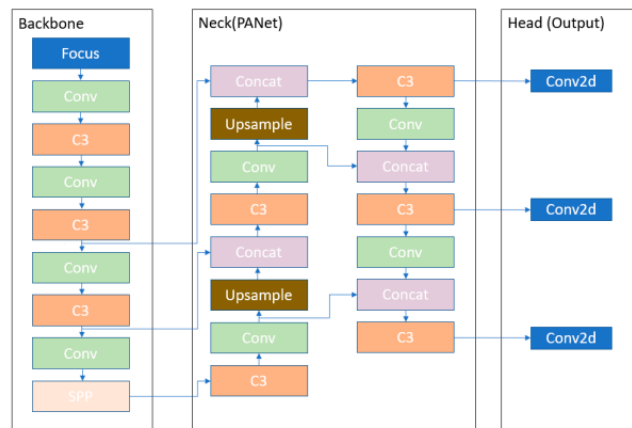 Backbone
Focus
Conv
C3
Conv
C3
Conv
C3
Conv
SPP
Neck(PANet)
Concat
Upsample
Conv
C3
Concat
Upsample
Conv
C3
C3
Conv
Concat
C3
Conv
Concat
C3
Head (Output)
Conv2d
Conv2d
Conv2d